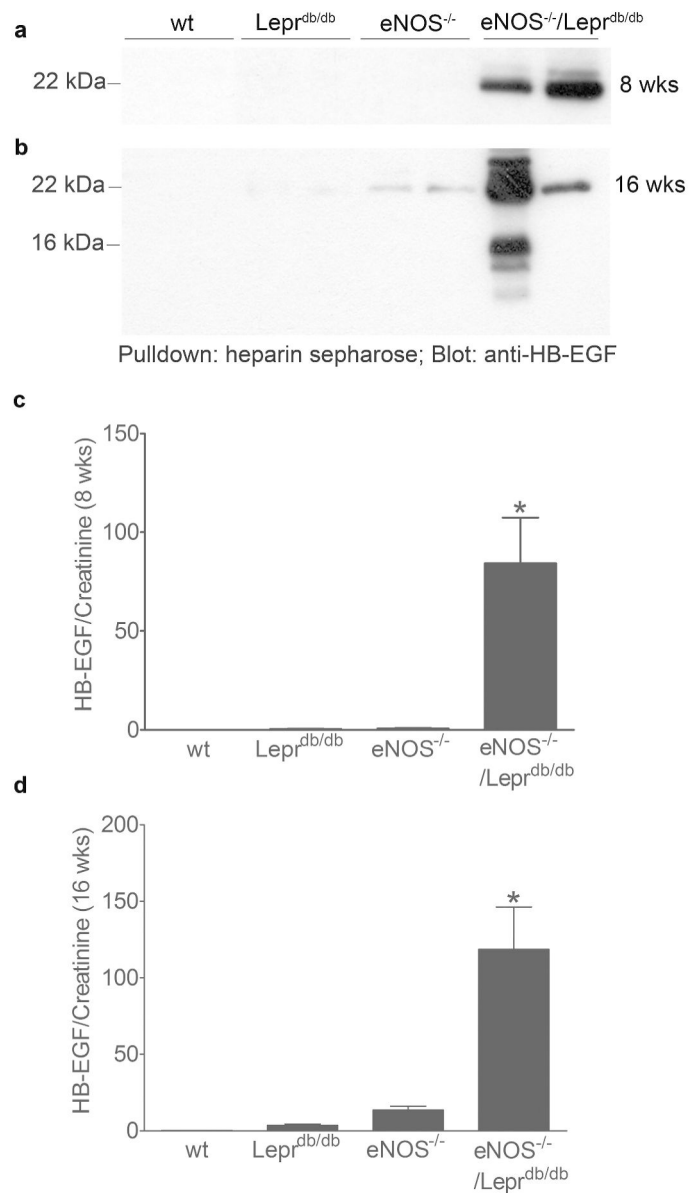 a
wt Lepr^db/db eNOS^-/- eNOS^-/-/Lepr^db/db
22 kDa
8 wks
b
22 kDa
16 wks
16 kDa
Pulldown: heparin sepharose; Blot: anti-HB-EGF
c
HB-EGF/Creatinine (8 wks)
150
100
50
0
*
wt Lepr^db/db eNOS^-/- eNOS^-/-
/Lepr^db/db
d
HB-EGF/Creatinine (16 wks)
200
150
100
50
0
*
wt Lepr^db/db eNOS^-/- eNOS^-/-
/Lepr^db/db